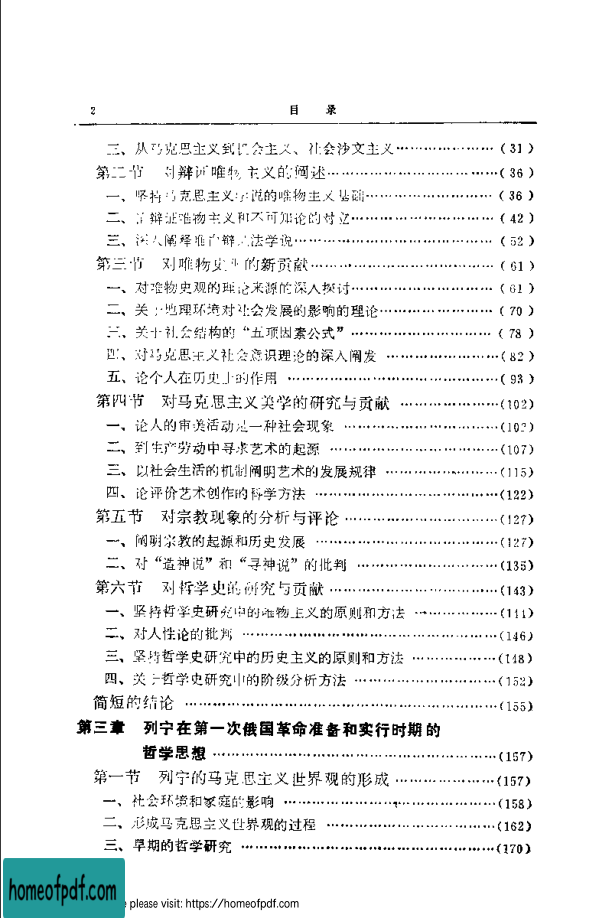 2 目 录
三、从马克思主义到机会主义、社会沙文主义……………………(31)
第二节 对辩证唯物主义的阐述……………………(36)
一、坚持马克思主义学说的唯物主义基础……………………(36)
二、论辩证唯物主义和不可知论的对立……………………(42)
三、深入阐释唯物辩证法学说……………………(52)
第三节 对唯物史观的新贡献……………………(61)
一、对唯物史观的理论来源的深入探讨……………………(61)
二、关于地理环境对社会发展的影响的理论……………………(70)
三、关于社会结构的“五项因素公式”……………………(78)
四、对马克思主义社会意识理论的深入阐发……………………(82)
五、论个人在历史上的作用……………………(93)
第四节 对马克思主义美学的研究与贡献……………………(102)
一、论人的审美活动是一种社会现象……………………(102)
二、到生产劳动中寻求艺术的起源……………………(107)
三、以社会生活的机制阐明艺术的发展规律……………………(115)
四、论评价艺术创作的科学方法……………………(122)
第五节 对宗教现象的分析与评论……………………(127)
一、阐明宗教的起源和历史发展……………………(127)
二、对“造神说”和“寻神说”的批判……………………(135)
第六节 对哲学史的研究与贡献……………………(143)
一、坚持哲学史研究中的唯物主义的原则和方法……………………(144)
二、对人性论的批判……………………(146)
三、坚持哲学史研究中的历史主义的原则和方法……………………(148)
四、关于哲学史研究中的阶级分析方法……………………(152)
简短的结论……………………(155)
第三章 列宁在第一次俄国革命准备和实行时期的
哲学思想……………………(157)
第一节 列宁的马克思主义世界观的形成……………………(157)
一、社会环境和家庭的影响……………………(158)
二、形成马克思主义世界观的过程……………………(162)
三、早期的哲学研究……………………(170)
homeofpdf.com
e please visit: https://homeofpdf.com